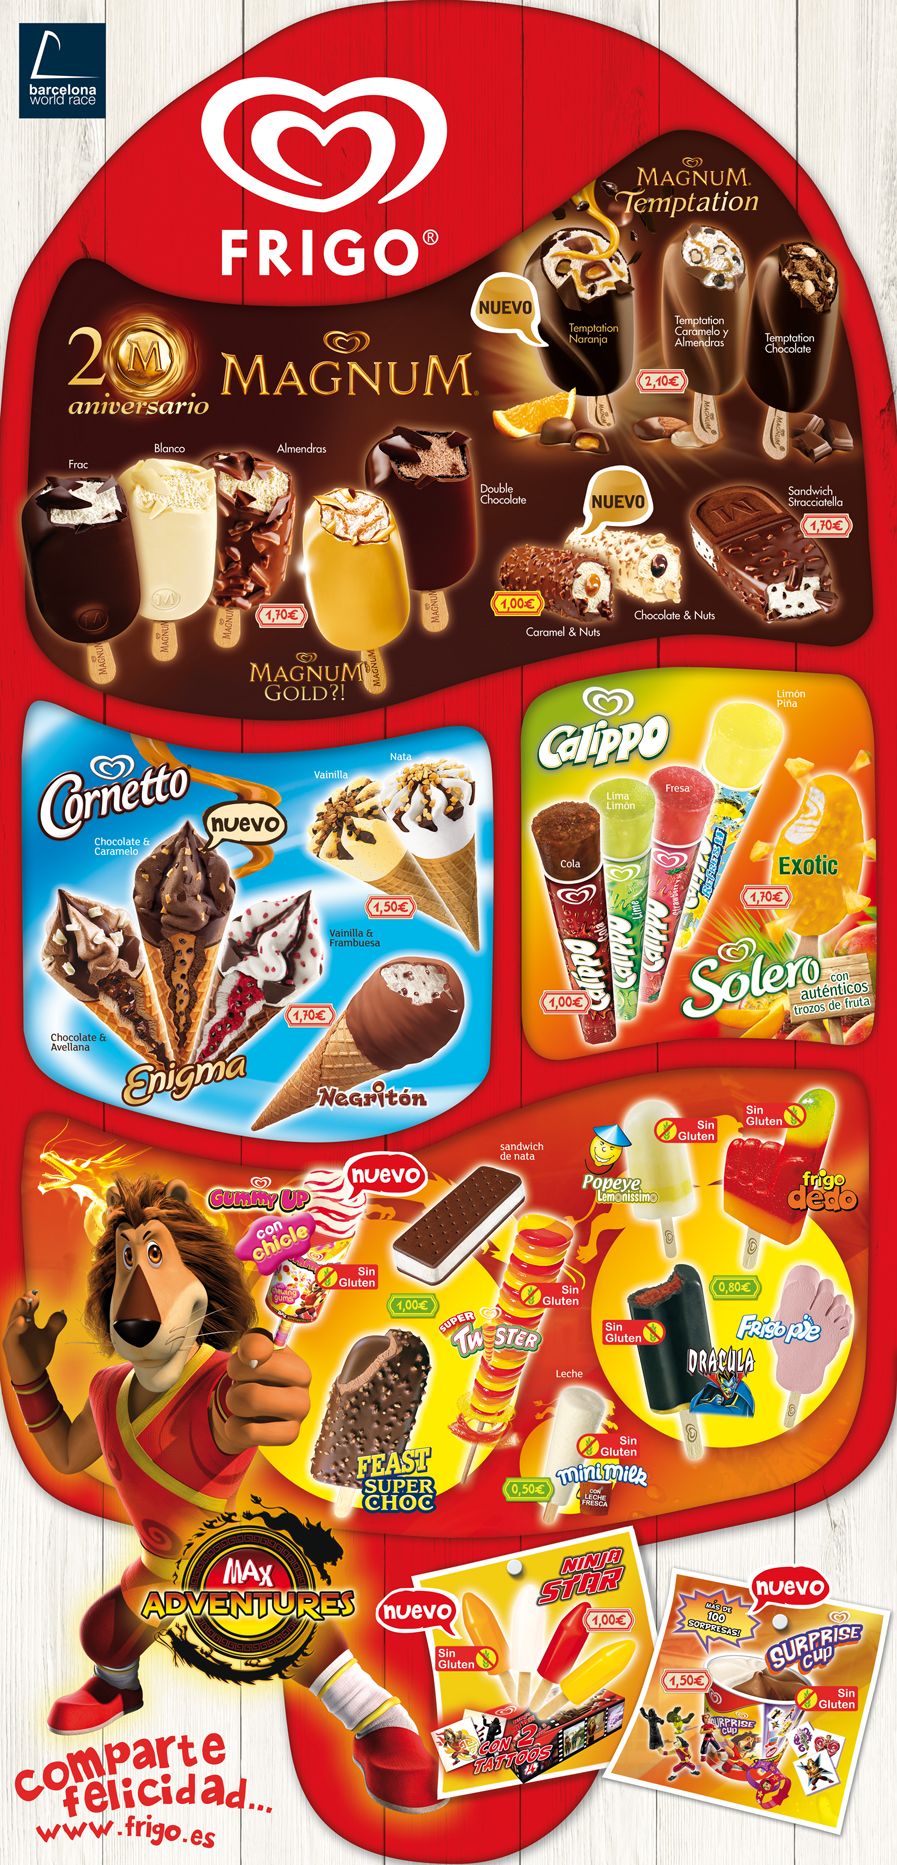 barcelona
world race
FRIGO®
MAGNUM
Temptation
NUEVO
Temptation
Naranja
Temptation
Caramelo y
Almendras
Temptation
Chocolate
2,10€
20
aniversario
MAGNUM
Frac
Blanco
Almendras
Double
Chocolate
1,70€
MAGNUM
GOLD?!
NUEVO
Sandwich
Stracciatella
1,70€
1,00€
Caramel & Nuts
Chocolate & Nuts
Cornetto
Chocolate &
Caramelo
nuevo
Vainilla
Nata
1,50€
Vainilla &
Frambuesa
1,70€
Chocolate &
Avellana
Enigma
Negritón
Calippo
Limón
Piña
Lima
Limón
Fresa
Cola
1,00€
Exotic
1,70€
Solero
con
auténticos
trozos de fruta
GUMMY UP
con
chicle
nuevo
Sin
Gluten
sandwich
de nata
1,00€
SUPER
TWISTER
Sin
Gluten
FEAST
SUPER
CHOC
Leche
Sin
Gluten
mini milk
CON
LECHE
FRESCA
0,50€
Popeye
Lemonissimo
Sin
Gluten
Sin
Gluten
frigo
dedo
0,80€
Sin
Gluten
DRACULA
Frigo pie
MAX
ADVENTURES
nuevo
NINJA
STAR
1,00€
Sin
Gluten
CON 2
TATTOOS
nuevo
MÁS DE
100
SORPRESAS!
SURPRISE
Cup
1,50€
Sin
Gluten
SURPRISE
Cup
comparte
felicidad...
www.frigo.es